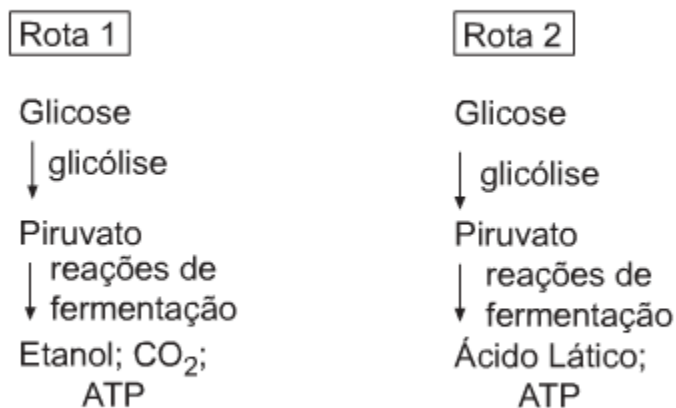 Rota 1
Glicose
glicólise
Piruvato
reações de
fermentação
Etanol; CO₂;
ATP
Rota 2
Glicose
glicólise
Piruvato
reações de
fermentação
Ácido Lático;
ATP